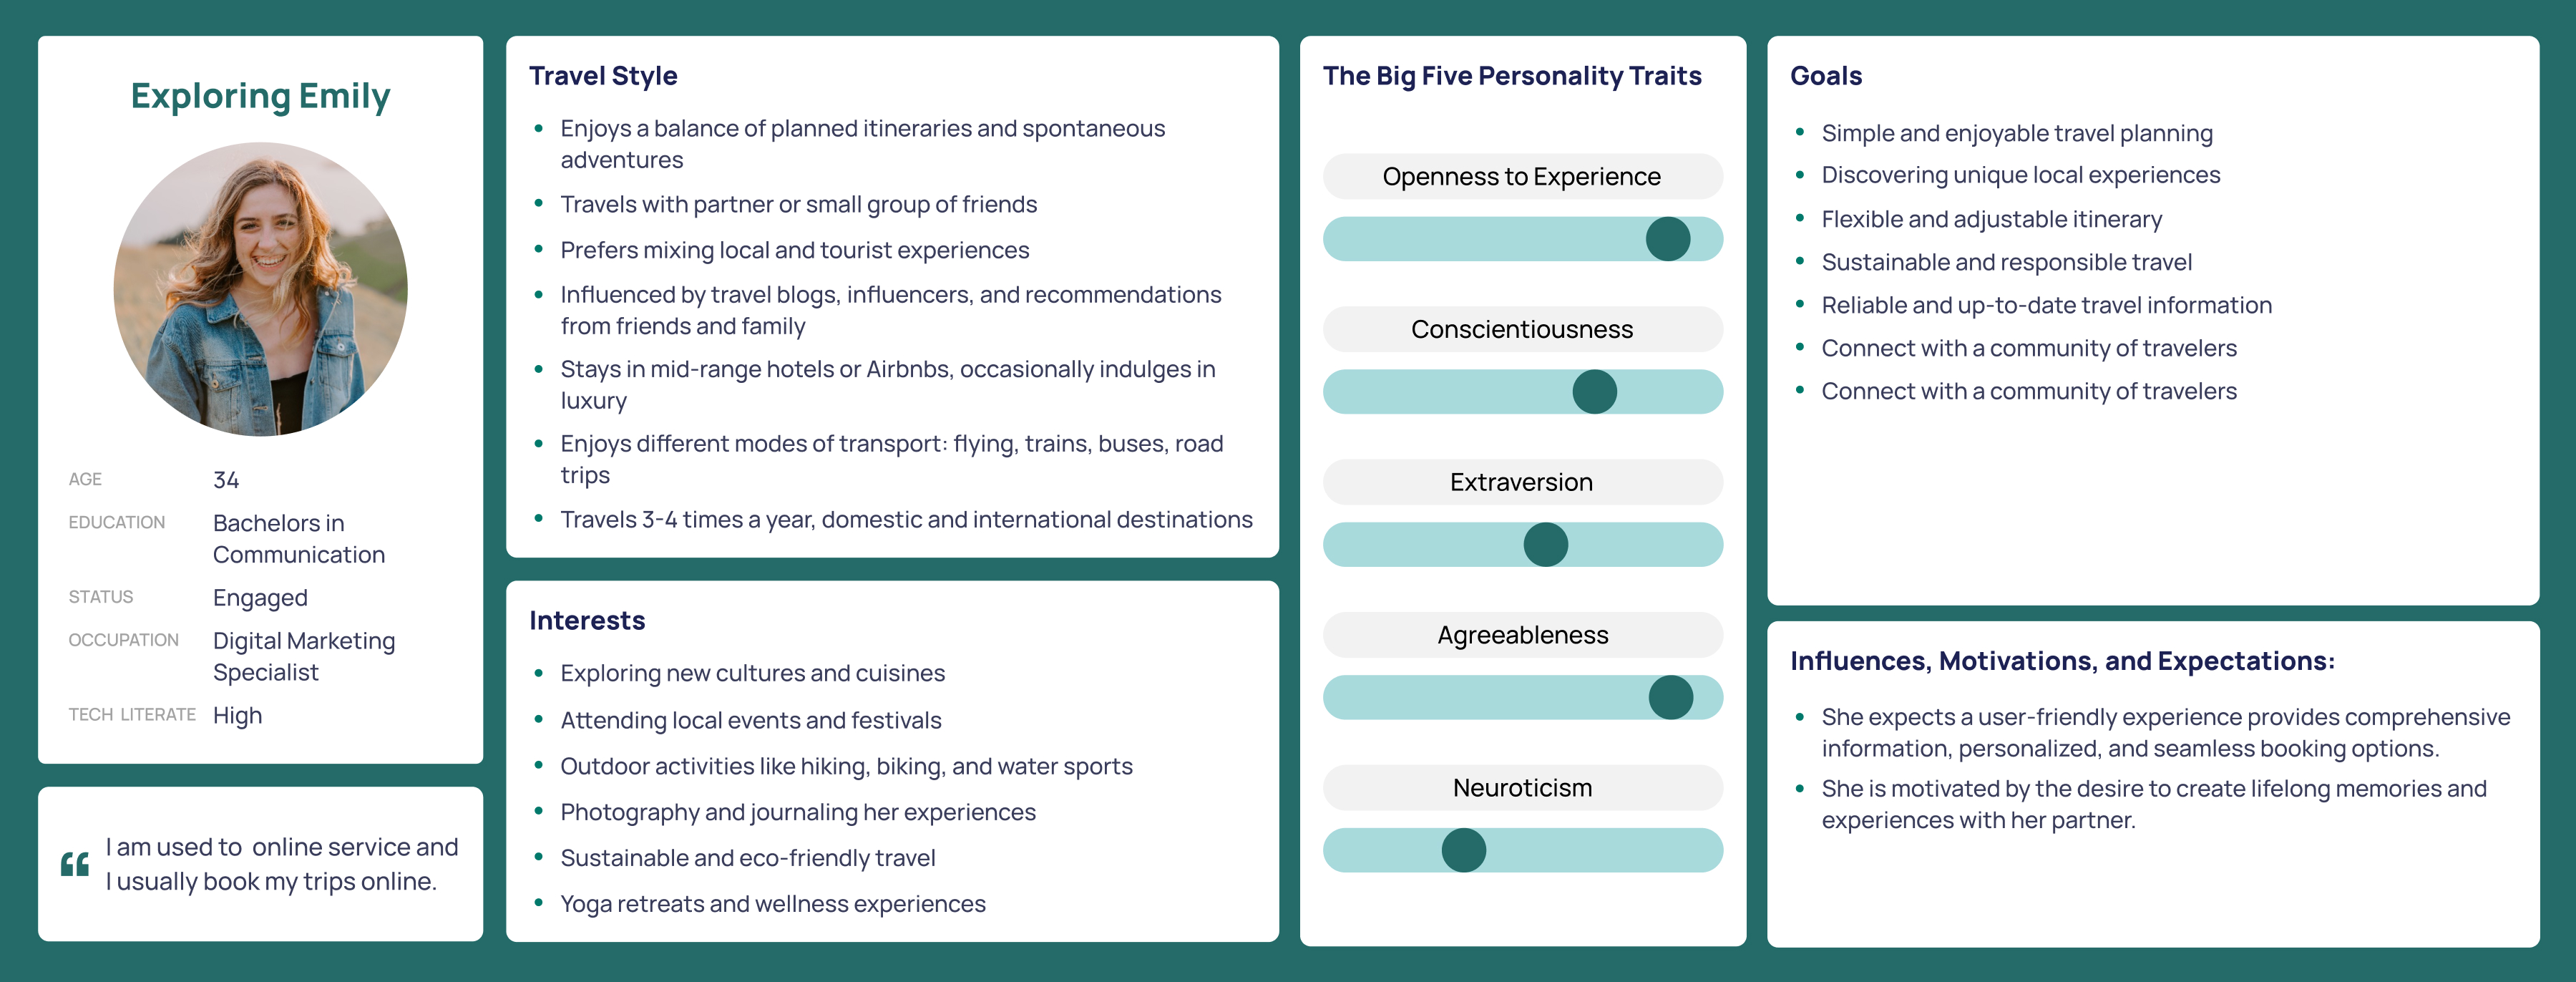 Exploring Emily
AGE 34
EDUCATION Bachelors in
Communication
STATUS Engaged
OCCUPATION Digital Marketing
Specialist
TECH LITERATE High
“ I am used to  online service and
I usually book my trips online.
Travel Style
• Enjoys a balance of planned itineraries and spontaneous
adventures
• Travels with partner or small group of friends
• Prefers mixing local and tourist experiences
• Influenced by travel blogs, influencers, and recommendations
from friends and family
• Stays in mid-range hotels or Airbnbs, occasionally indulges in
luxury
• Enjoys different modes of transport: flying, trains, buses, road
trips
• Travels 3-4 times a year, domestic and international destinations
Interests
• Exploring new cultures and cuisines
• Attending local events and festivals
• Outdoor activities like hiking, biking, and water sports
• Photography and journaling her experiences
• Sustainable and eco-friendly travel
• Yoga retreats and wellness experiences
The Big Five Personality Traits
Openness to Experience
Conscientiousness
Extraversion
Agreeableness
Neuroticism
Goals
• Simple and enjoyable travel planning
• Discovering unique local experiences
• Flexible and adjustable itinerary
• Sustainable and responsible travel
• Reliable and up-to-date travel information
• Connect with a community of travelers
• Connect with a community of travelers
Influences, Motivations, and Expectations:
• She expects a user-friendly experience provides comprehensive
information, personalized, and seamless booking options.
• She is motivated by the desire to create lifelong memories and
experiences with her partner.